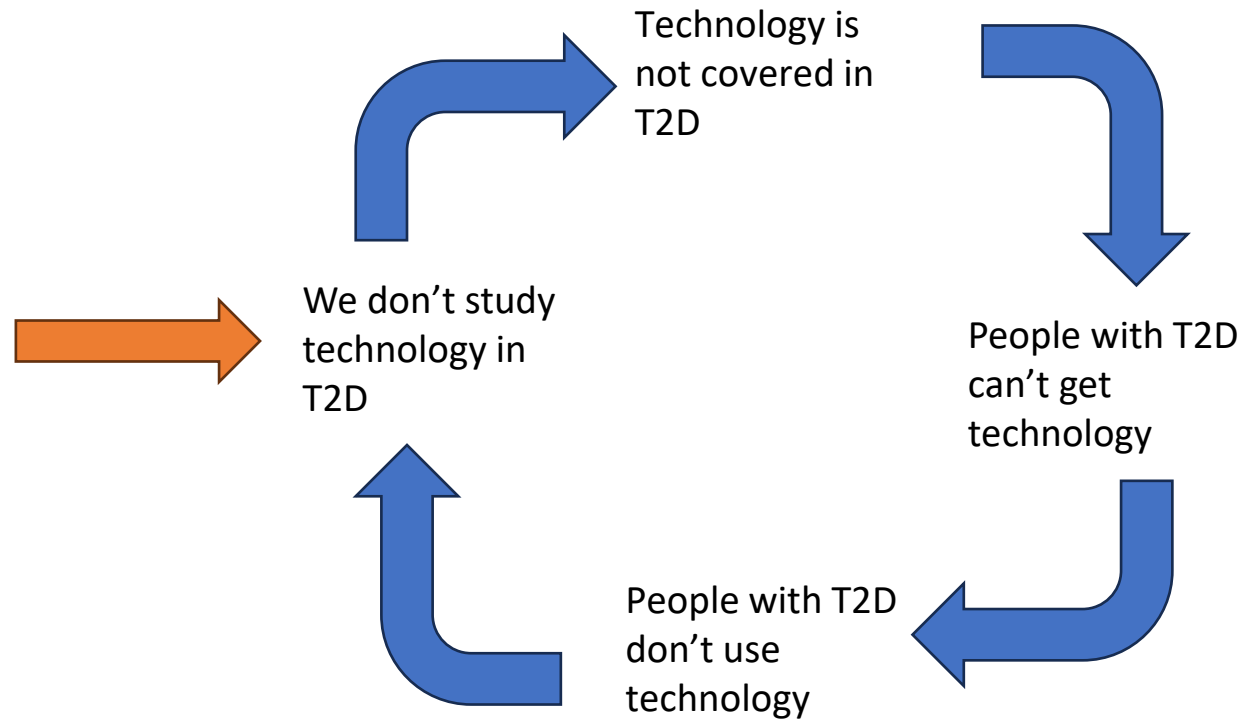 Technology is
not covered in
T2D
We don’t study
technology in
T2D
People with T2D
can’t get
technology
People with T2D
don’t use
technology